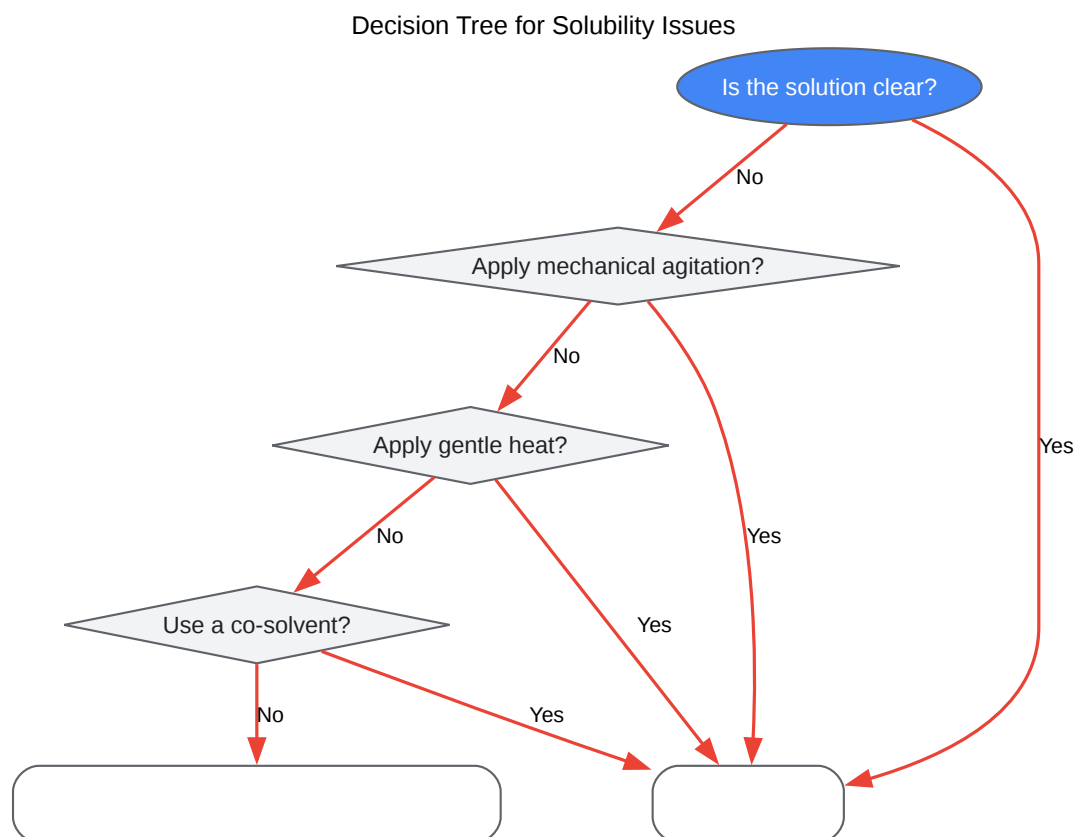 Decision Tree for Solubility Issues
Is the solution clear?
No
Apply mechanical agitation?
No
Apply gentle heat?
Yes
No
Yes
Use a co-solvent?
Yes
No
Yes